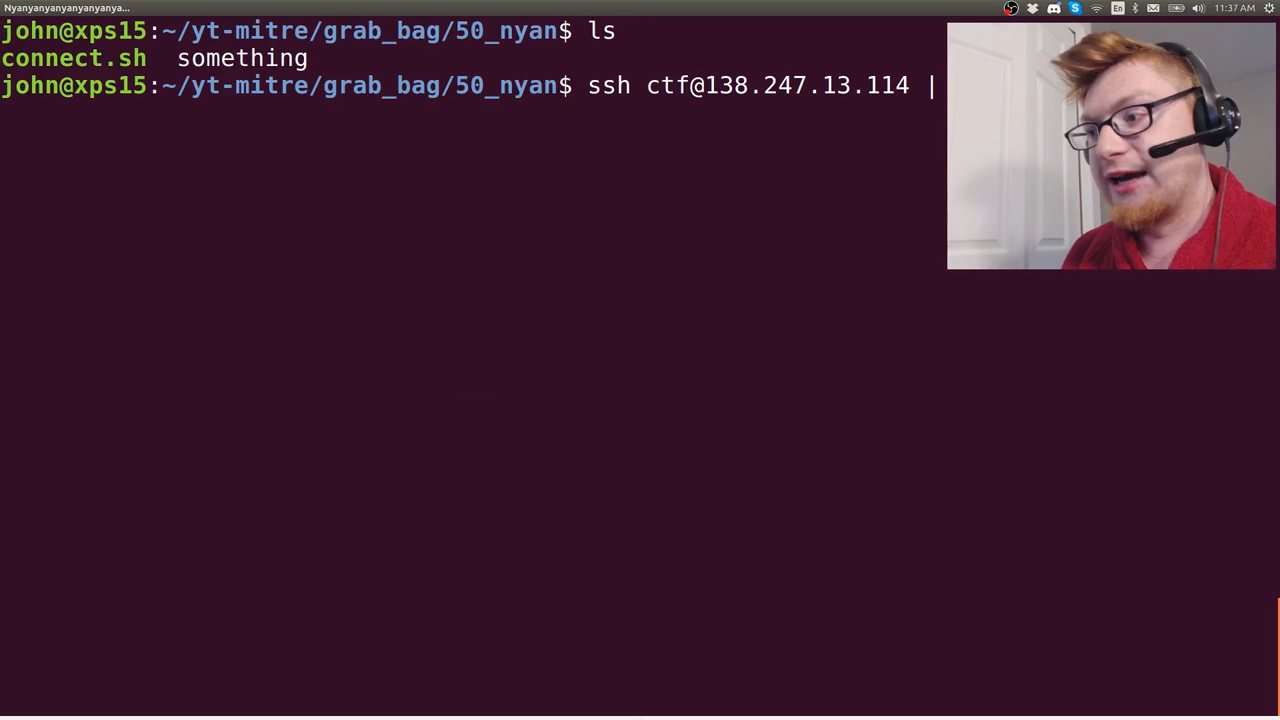 Nyanyanyanyanyanyanya...
En
11:37 AM
john@xps15:~/yt-mitre/grab_bag/50_nyan$ ls
connect.sh  something
john@xps15:~/yt-mitre/grab_bag/50_nyan$ ssh ctf@138.247.13.114 |